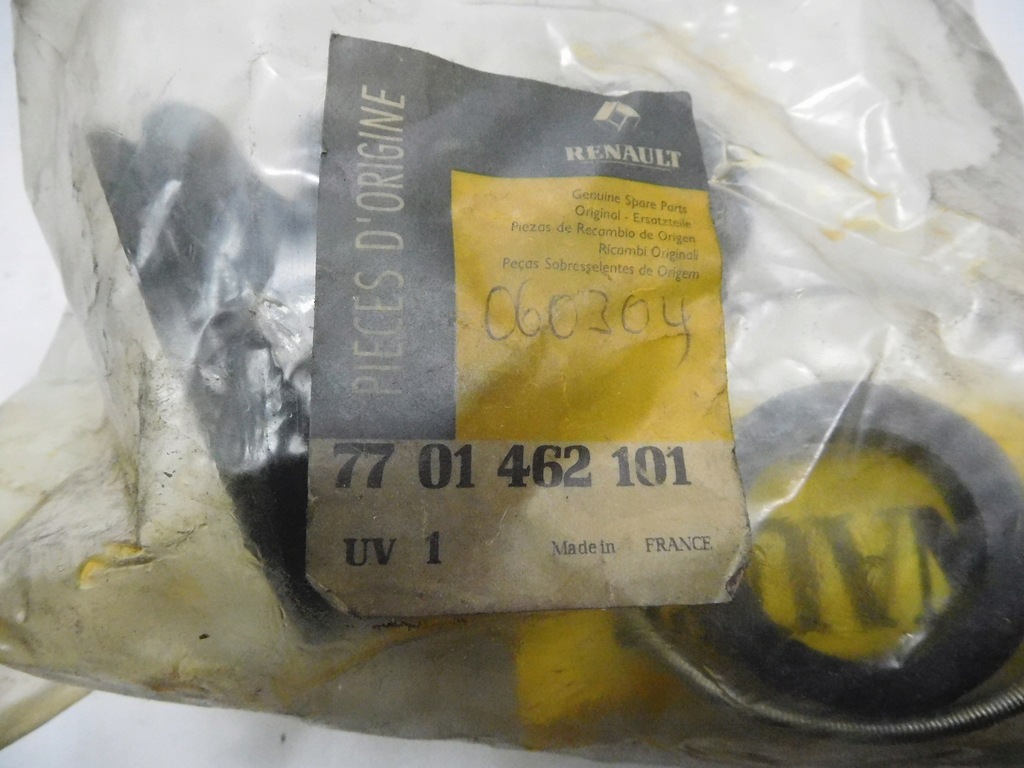 PIECES D'ORIGINE
RENAULT
Genuine Spare Parts
Original - Ersatzteile
Piezas de Recambio de Origen
Ricambi Originali
Peças Sobresselentes de Origem
060304
77 01 462 101
UV 1 Made in FRANCE